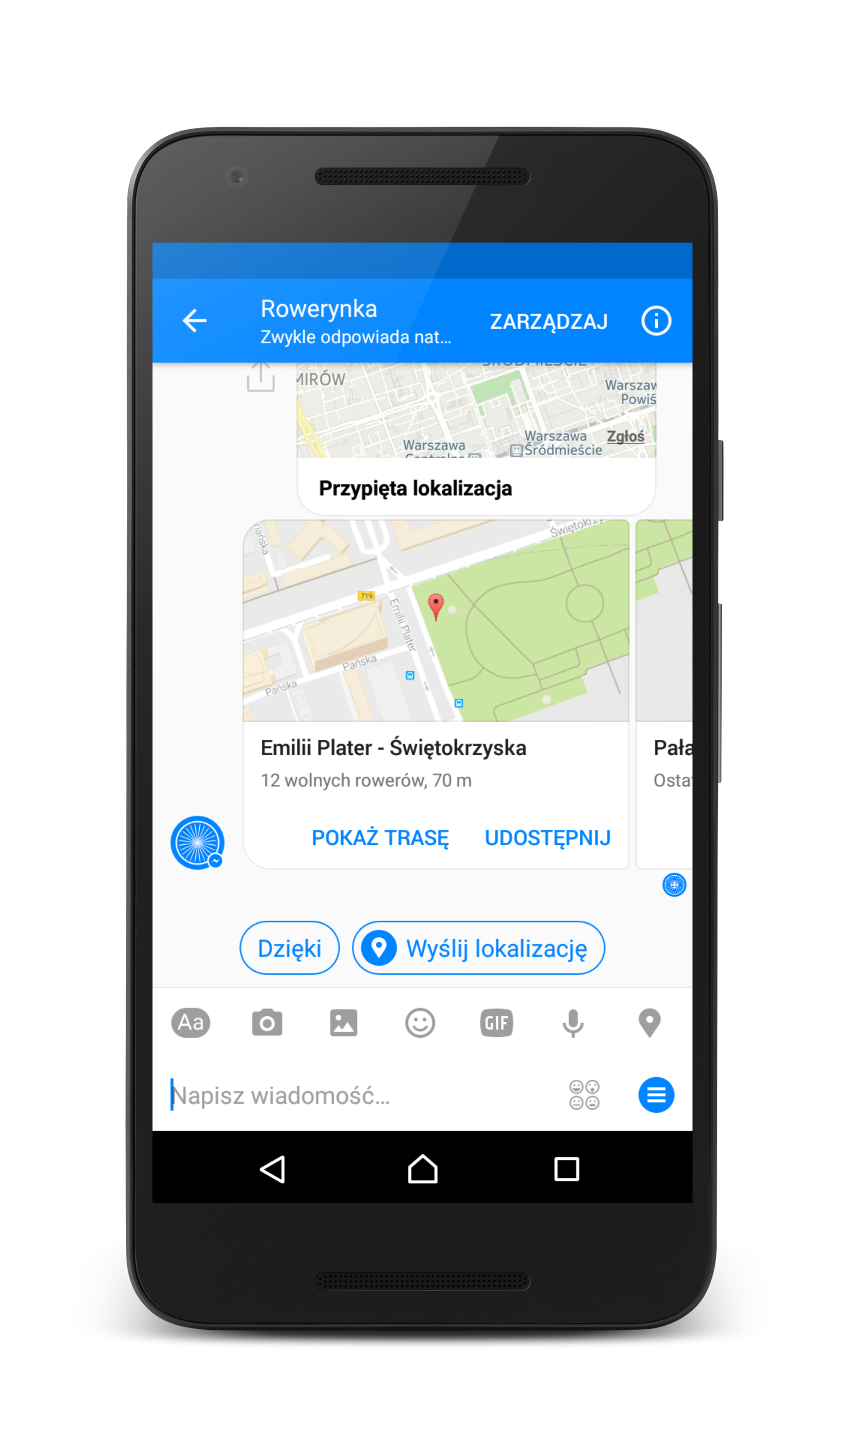 Rowerynka
Zwykle odpowiada nat…
ZARZĄDZAJ
MIRÓW
ŚRÓDMIEŚCIE
Warszaw
Powiś
Warszawa
Warszawa
Śródmieście
Centralna
Zgłoś
Przypięta lokalizacja
Świętokrzy
719
Emilii Plater
Pańska
Pańska
Emilii Plater - Świętokrzyska
12 wolnych rowerów, 70 m
POKAŻ TRASĘ
UDOSTĘPNIJ
Pała
Osta
Dzięki
Wyślij lokalizację
Aa
GIF
Napisz wiadomość…